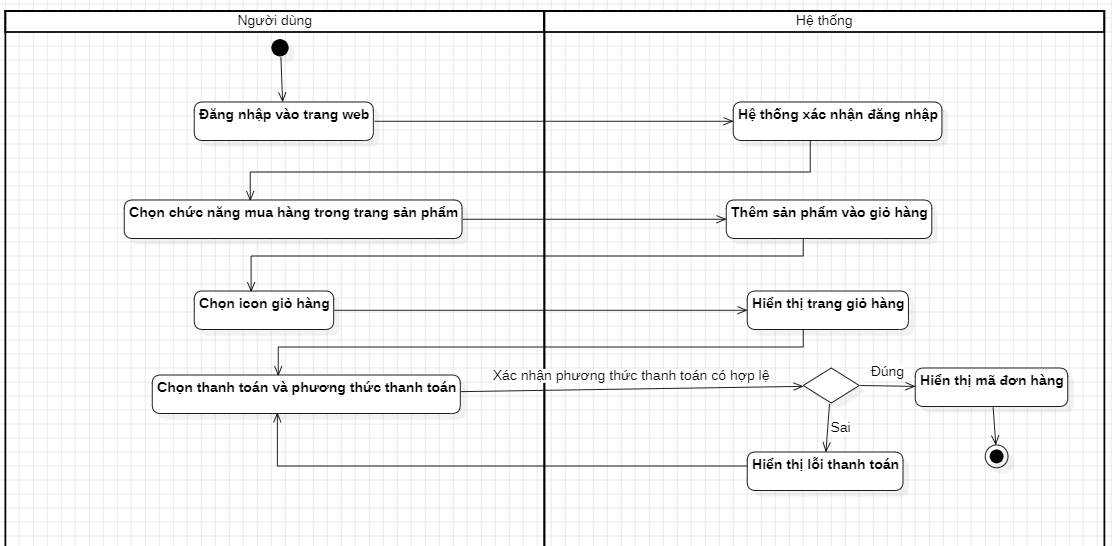 Người dùng
Hệ thống
Đăng nhập vào trang web
Hệ thống xác nhận đăng nhập
Chọn chức năng mua hàng trong trang sản phẩm
Thêm sản phẩm vào giỏ hàng
Chọn icon giỏ hàng
Hiển thị trang giỏ hàng
Chọn thanh toán và phương thức thanh toán
Xác nhận phương thức thanh toán có hợp lệ
Đúng
Hiển thị mã đơn hàng
Sai
Hiển thị lỗi thanh toán